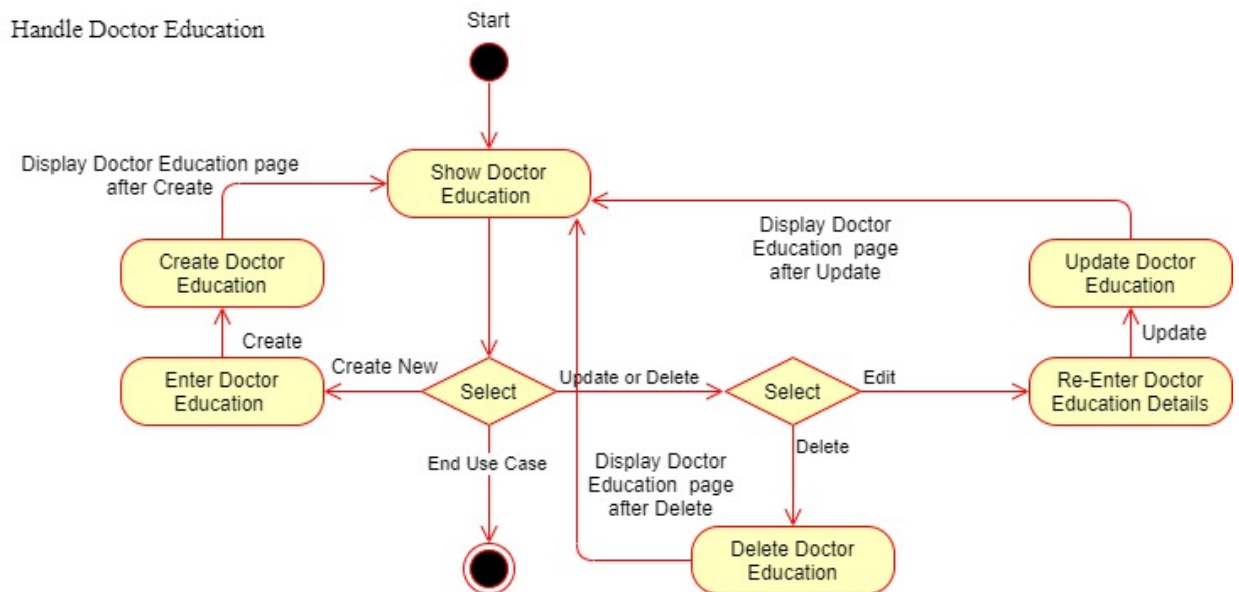 Handle Doctor Education
Start
Display Doctor Education page
after Create
Show Doctor
Education
Display Doctor
Education page
after Update
Create Doctor
Education
Update Doctor
Education
Create
Update
Enter Doctor
Education
Create New
Select
Update or Delete
Select
Edit
Re-Enter Doctor
Education Details
End Use Case
Display Doctor
Education page
after Delete
Delete
Delete Doctor
Education